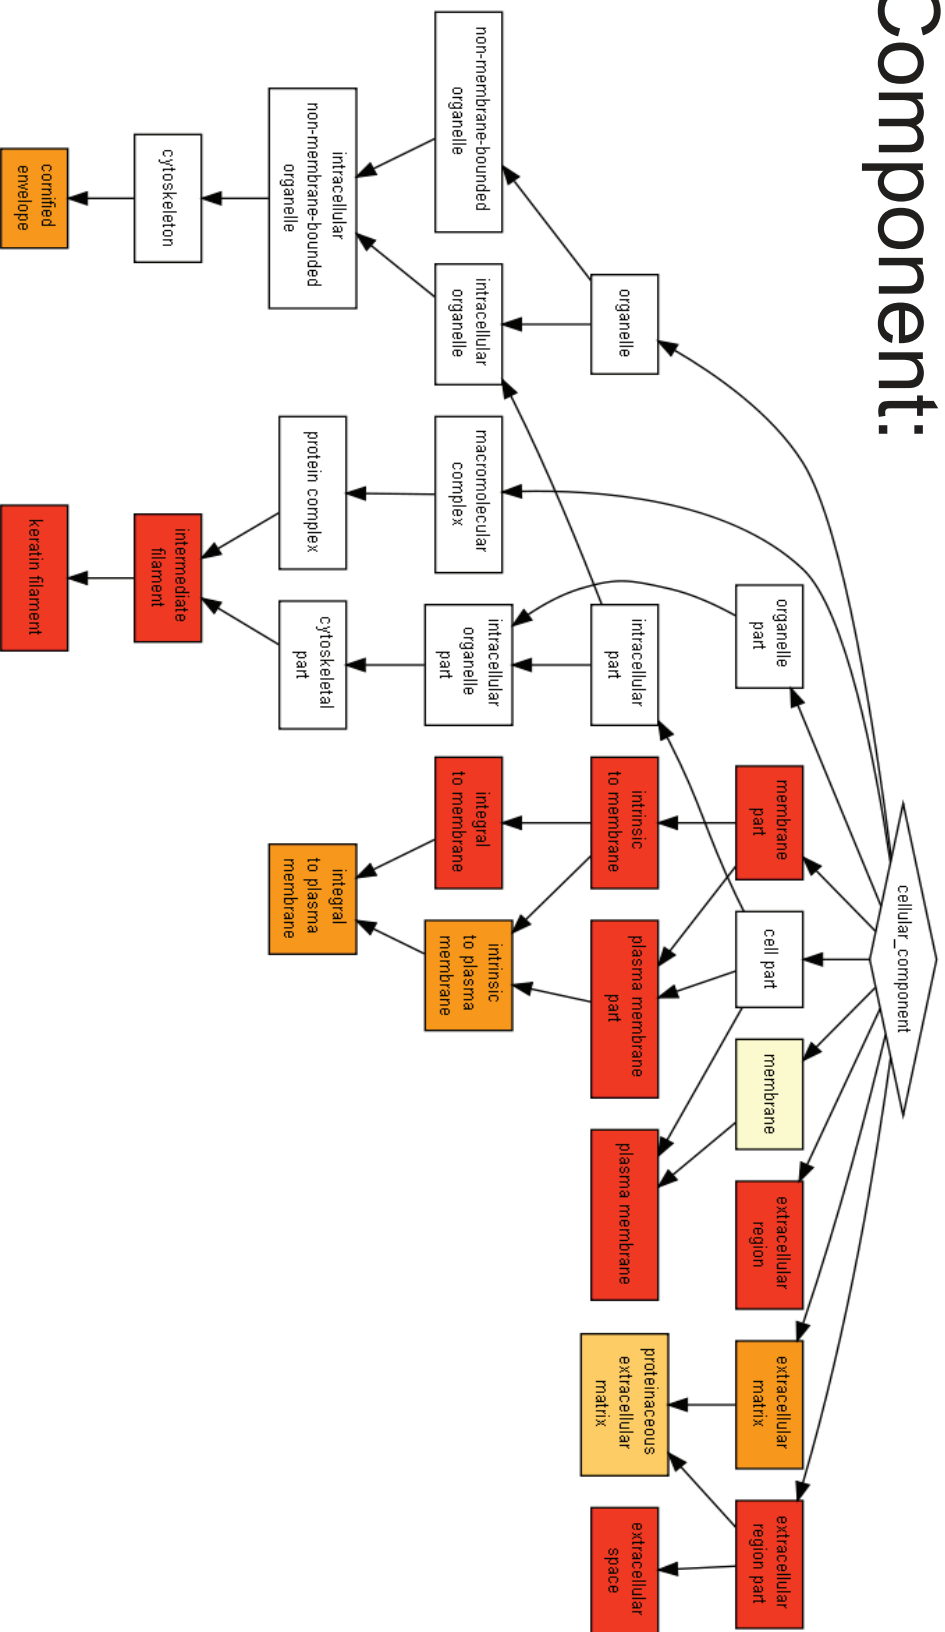 Component:
cellular_component
organelle
part
membrane
part
cell part
membrane
extracellular
region
extracellular
matrix
extracellular
region part
organelle
intracellular
part
intrinsic
to membrane
plasma membrane
part
plasma membrane
proteinaceous
extracellular
matrix
extracellular
space
non-membrane-bounded
organelle
intracellular
organelle
macromolecular
complex
intracellular
organelle
part
integral
to membrane
intrinsic
to plasma
membrane
intracellular
non-membrane-bounded
organelle
protein complex
cytoskeletal
part
integral
to plasma
membrane
cytoskeleton
intermediate
filament
cornified
envelope
keratin filament